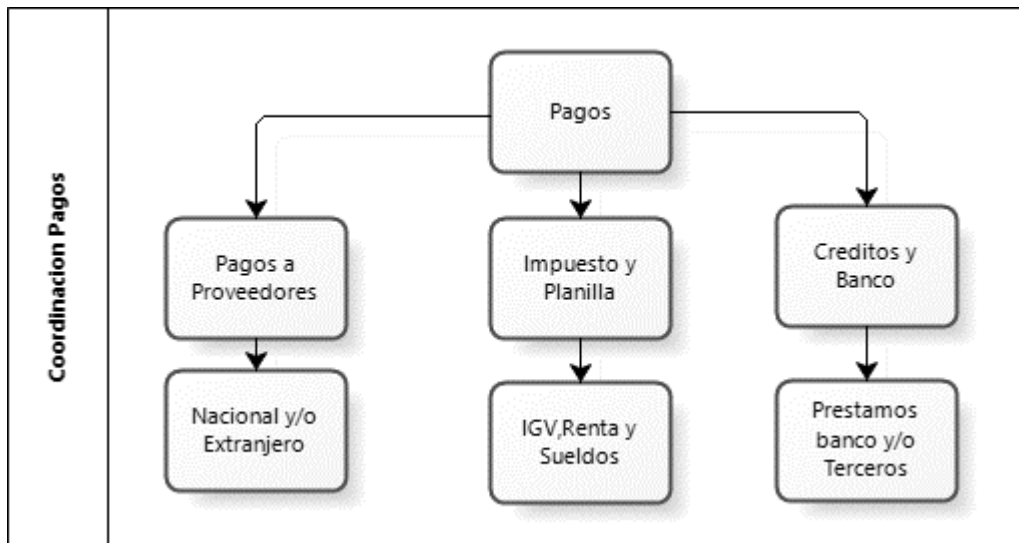 Coordinacion Pagos
Pagos
Pagos a
Proveedores
Impuesto y
Planilla
Creditos y
Banco
Nacional y/o
Extranjero
IGV,Renta y
Sueldos
Prestamos
banco y/o
Terceros